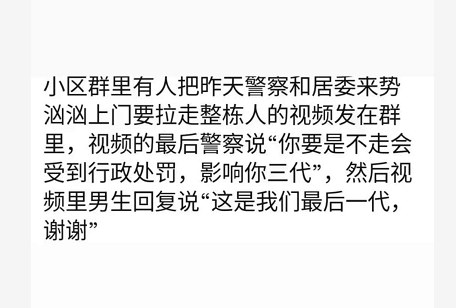 小区群里有人把昨天警察和居委来势
汹汹上门要拉走整栋人的视频发在群
里，视频的最后警察说“你要是不走会
受到行政处罚，影响你三代”，然后视
频里男生回复说“这是我们最后一代，
谢谢”